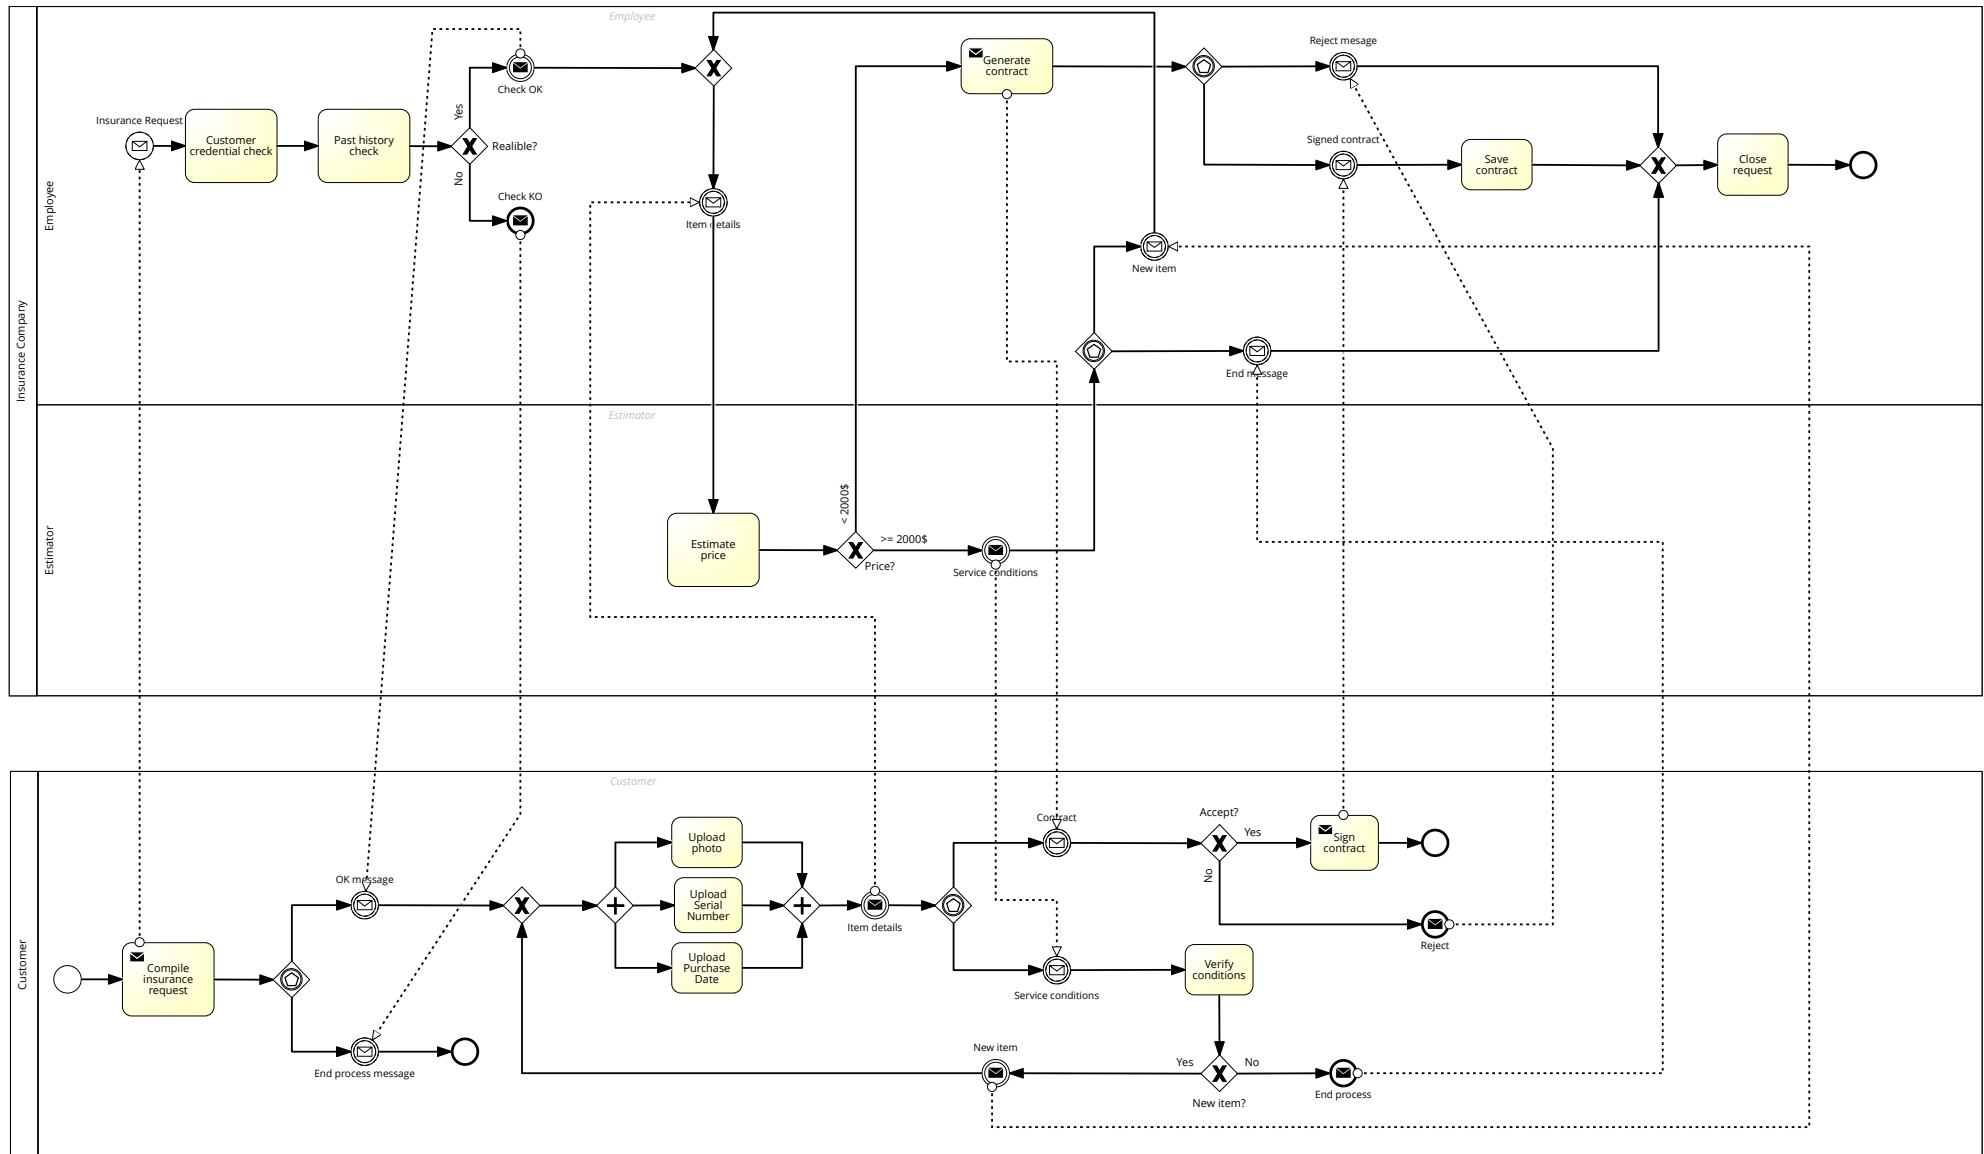 Employee
Insurance Company
Employee
Insurance Request
Customer
credential check
Past history
check
Yes
No
Realible?
Check OK
Check KO
Item details
Generate
contract
Reject mesage
Signed contract
Save
contract
Close
request
New item
End message
Estimator
Estimator
Estimate
price
< 2000$
>= 2000$
Price?
Service conditions
Customer
Customer
Compile
insurance
request
OK message
End process message
Upload
photo
Upload
Serial
Number
Upload
Purchase
Date
Item details
Contract
Accept?
Yes
No
Sign
contract
Reject
Service conditions
Verify
conditions
New item
Yes
No
New item?
End process